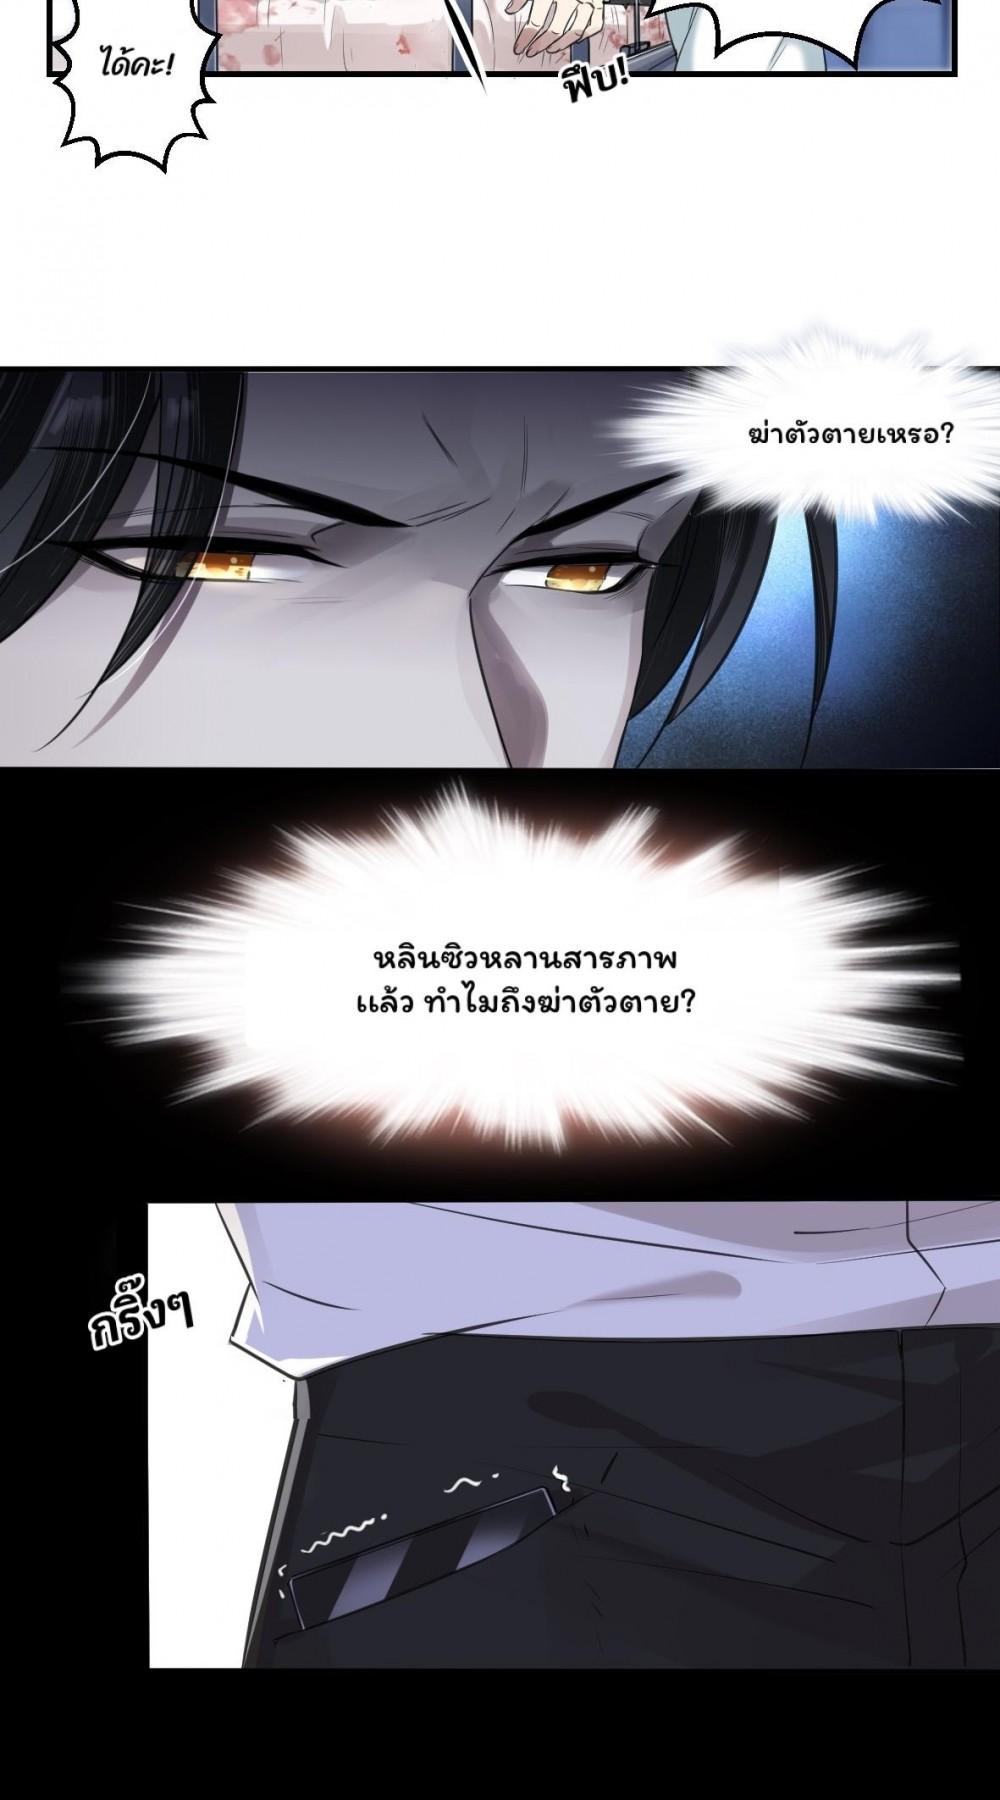 ได้คะ!
ฟึบ!
ฆ่าตัวตายเหรอ?
หลินซิวหลานสารภาพ
แล้ว ทำไมถึงฆ่าตัวตาย?
กริ๊งๆ